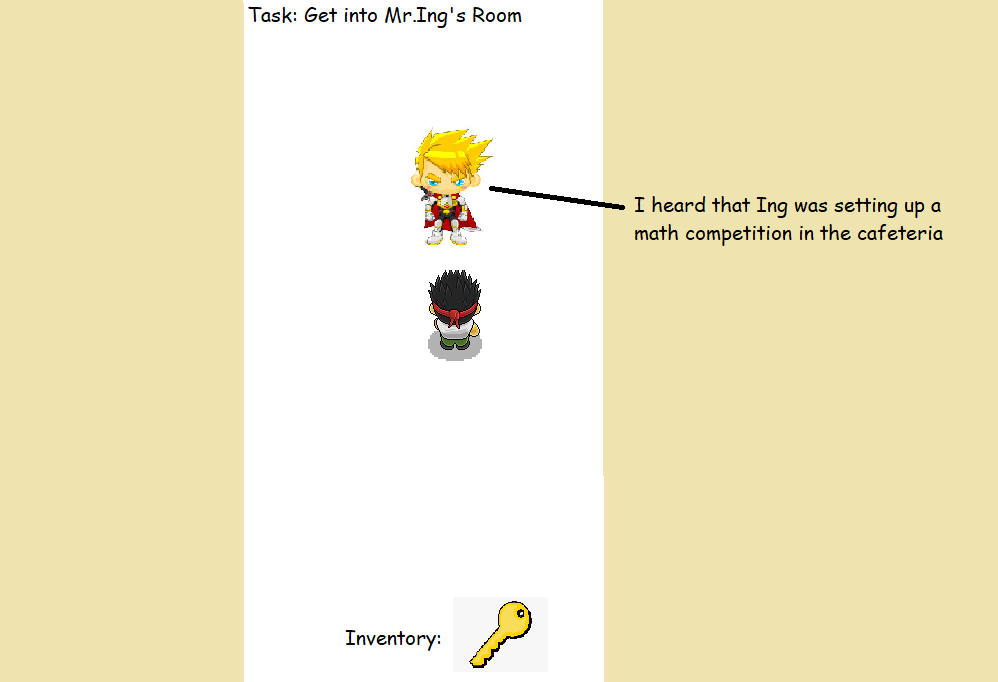 Task: Get into Mr.Ing's Room
I heard that Ing was setting up a
math competition in the cafeteria
Inventory: